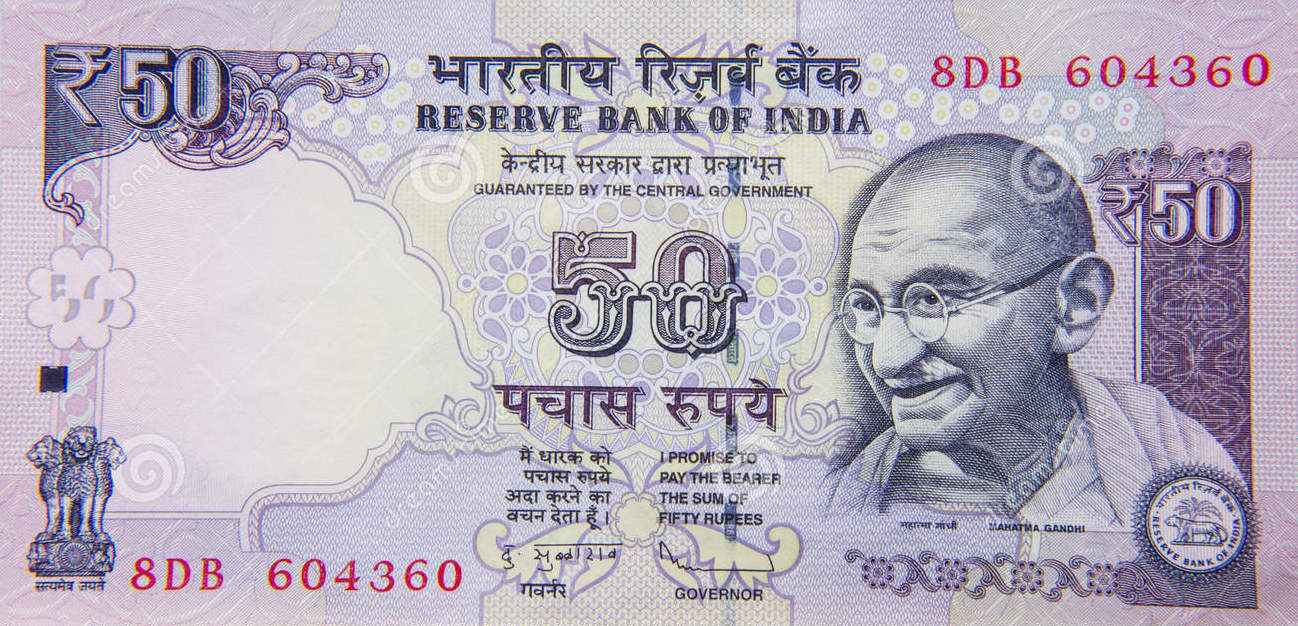 ₹50
भारतीय रिज़र्व बैंक
RESERVE BANK OF INDIA
8DB 604360
केन्द्रीय सरकार द्वारा प्रत्याभूत
GUARANTEED BY THE CENTRAL GOVERNMENT
₹50
50
पचास रुपये
मैं धारक को
पचास रुपये
अदा करने का
वचन देता हूँ।
I PROMISE TO
PAY THE BEARER
THE SUM OF
FIFTY RUPEES
गवर्नर
GOVERNOR
महात्मा गांधी
MAHATMA GANDHI
भारतीय रिज़र्व बैंक
RESERVE BANK OF INDIA
सत्यमेव जयते
8DB 604360